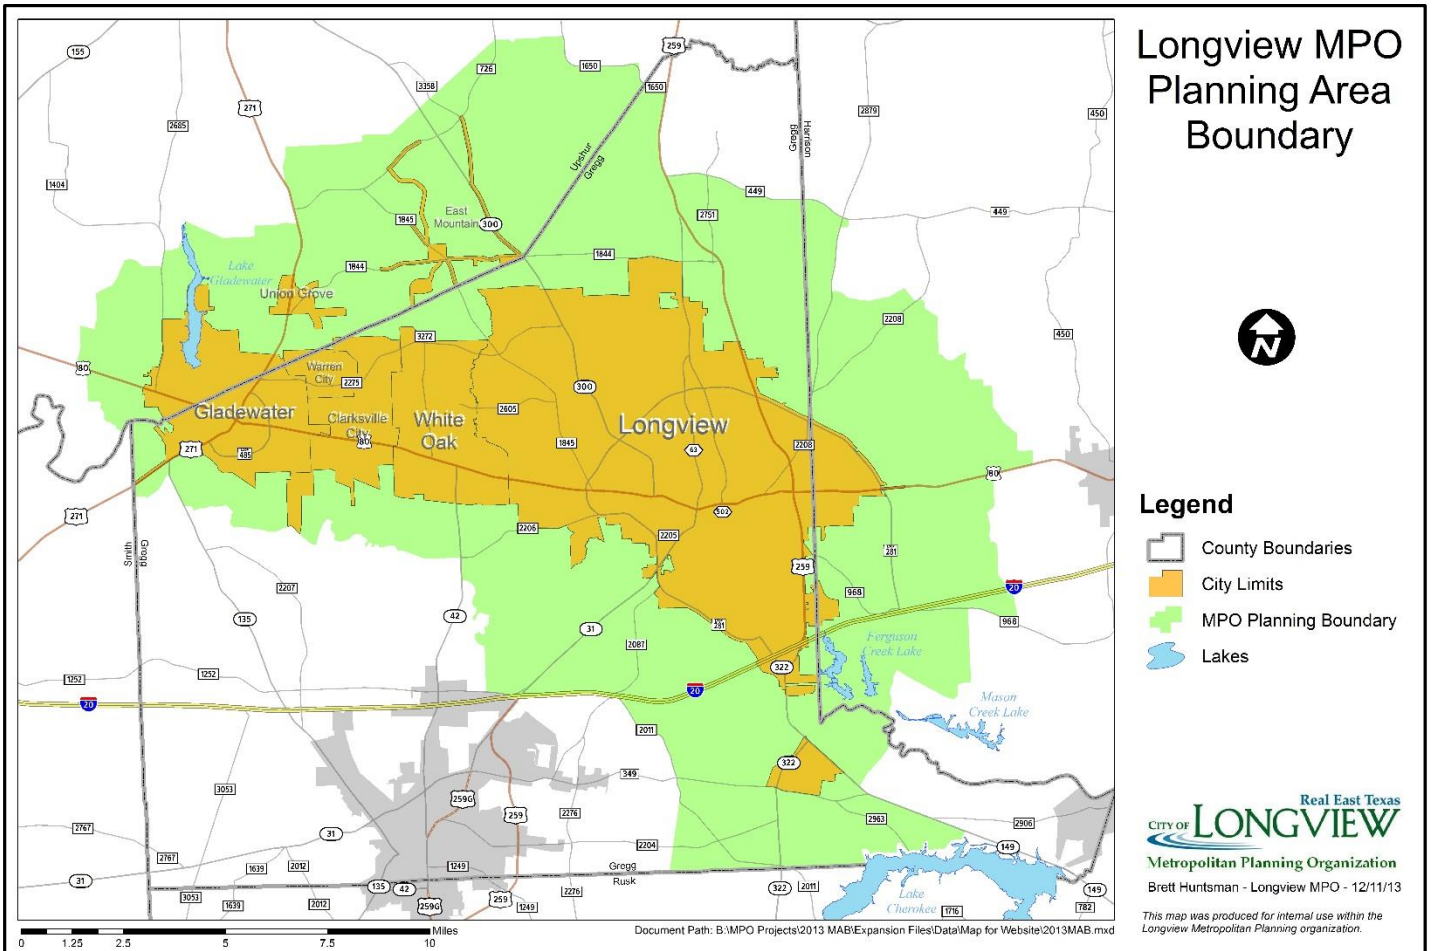 Longview MPO
Planning Area
Boundary
155
271
2685
1404
3358
726
1650
259
1650
Upshur
Gregg
Harrison
Gregg
2879
450
449
449
2751
East
Mountain
1845
300
1844
1844
Lake
Gladewater
Union Grove
3272
2208
450
80
Warren
City
2275
300
Gladewater
Clarksville
City
80
White
Oak
2605
1845
Longview
63
2208
271
485
502
80
271
Smith
Gregg
2206
2205
281
259
2207
135
42
31
2087
281
968
20
968
Ferguson
Creek Lake
322
1252
1252
20
20
Mason
Creek Lake
2011
322
349
3053
259G
259
2276
2767
31
2204
2963
2906
2767
1639
2012
1249
Gregg
Rusk
149
31
3053
1639
2012
135
42
259G
259
1249
2276
322
2011
Lake
Cherokee
1716
149
782
Legend
County Boundaries
City Limits
MPO Planning Boundary
Lakes
Real East Texas
CITY OF LONGVIEW
Metropolitan Planning Organization
Brett Huntsman - Longview MPO - 12/11/13
This map was produced for internal use within the
Longview Metropolitan Planning organization.
N
Miles
0 1.25 2.5 5 7.5 10
Document Path: B:\MPO Projects\2013 MAB\Expansion Files\Data\Map for Website\2013MAB.mxd